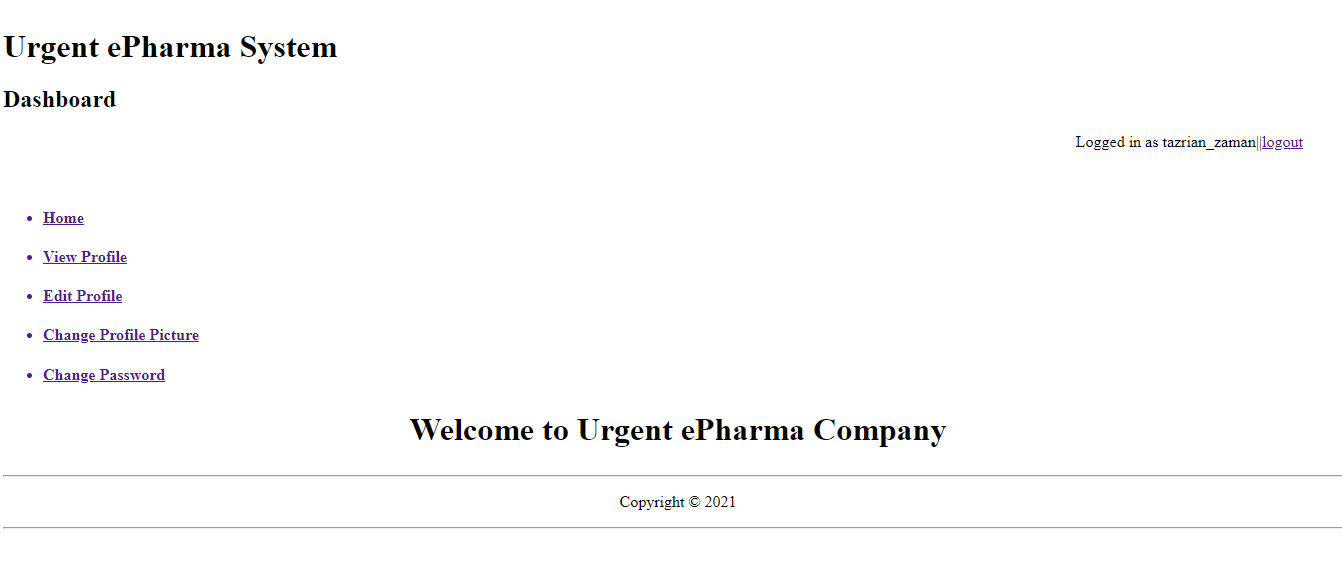 Urgent ePharma System
Dashboard
Logged in as tazrian_zaman||logout
Home
View Profile
Edit Profile
Change Profile Picture
Change Password
Welcome to Urgent ePharma Company
Copyright © 2021